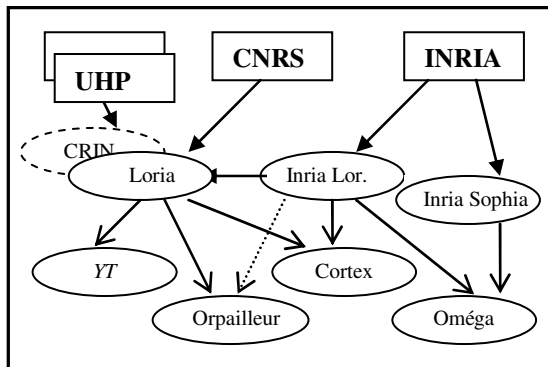 UHP
CNRS
INRIA
CRIN
Loria
Inria Lor.
Inria Sophia
YT
Cortex
Orpailleur
Oméga